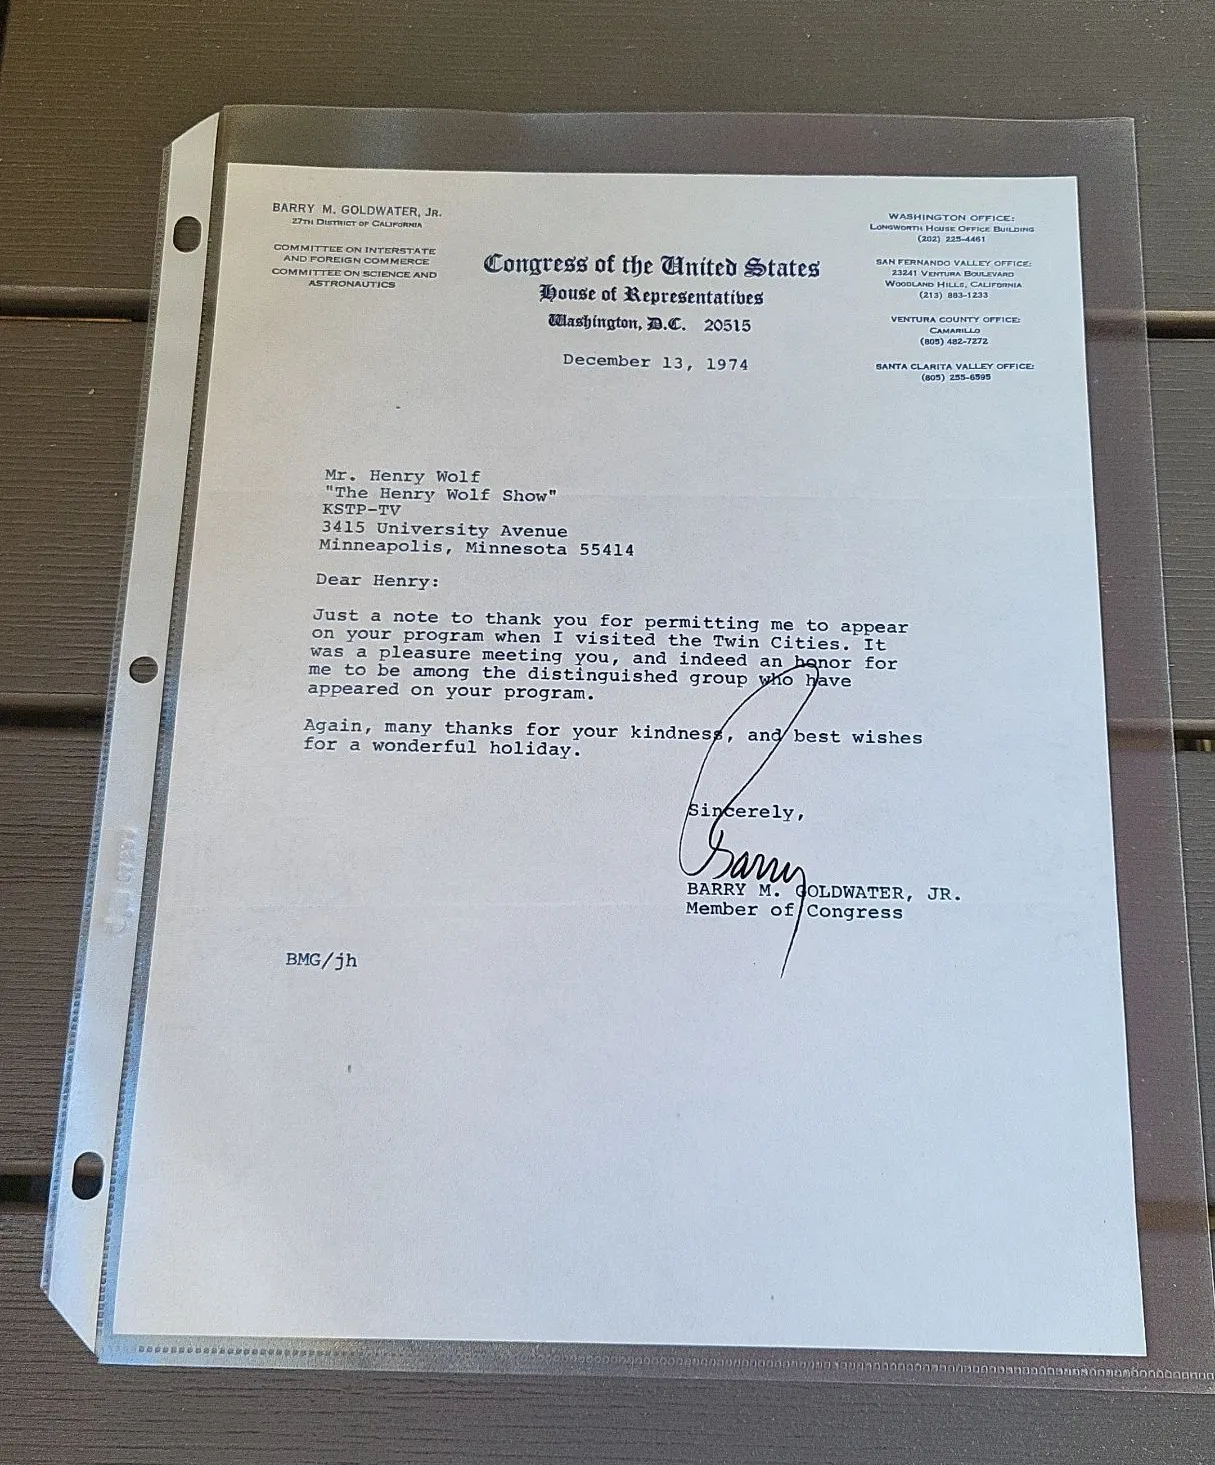 BARRY M. GOLDWATER, JR.
27TH DISTRICT OF CALIFORNIA
COMMITTEE ON INTERSTATE
AND FOREIGN COMMERCE
COMMITTEE ON SCIENCE AND
ASTRONAUTICS
Congress of the United States
House of Representatives
Washington, D.C. 20515
December 13, 1974
WASHINGTON OFFICE:
LONGWORTH HOUSE OFFICE BUILDING
(202) 225-4461
SAN FERNANDO VALLEY OFFICE:
23241 VENTURA BOULEVARD
WOODLAND HILLS, CALIFORNIA
(213) 883-1233
VENTURA COUNTY OFFICE:
CAMARILLO
(805) 482-7272
SANTA CLARITA VALLEY OFFICE:
(805) 255-6595
Mr. Henry Wolf
"The Henry Wolf Show"
KSTP-TV
3415 University Avenue
Minneapolis, Minnesota 55414
Dear Henry:
Just a note to thank you for permitting me to appear
on your program when I visited the Twin Cities. It
was a pleasure meeting you, and indeed an honor for
me to be among the distinguished group who have
appeared on your program.
Again, many thanks for your kindness, and best wishes
for a wonderful holiday.
Sincerely,
Barry
BARRY M. GOLDWATER, JR.
Member of Congress
BMG/jh